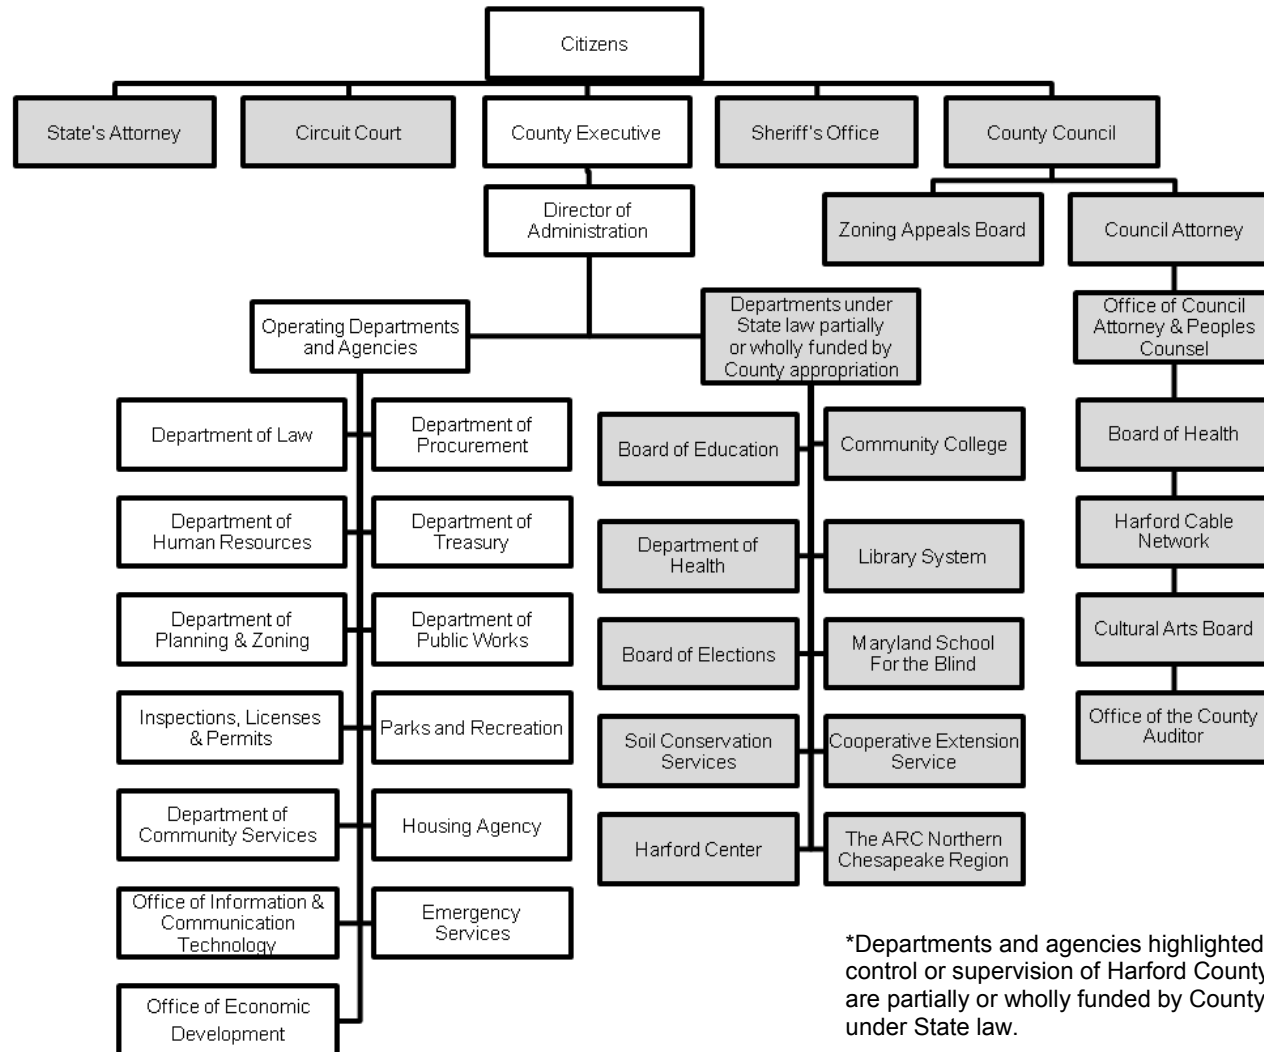 Citizens
State's Attorney
Circuit Court
County Executive
Sheriff's Office
County Council
Director of
Administration
Zoning Appeals Board
Council Attorney
Operating Departments
and Agencies
Departments under
State law partially
or wholly funded by
County appropriation
Office of Council
Attorney & Peoples
Counsel
Department of Law
Department of
Procurement
Board of Education
Community College
Board of Health
Department of
Human Resources
Department of
Treasury
Department of
Health
Library System
Harford Cable
Network
Department of
Planning & Zoning
Department of
Public Works
Board of Elections
Maryland School
For the Blind
Cultural Arts Board
Inspections, Licenses
& Permits
Parks and Recreation
Soil Conservation
Services
Cooperative Extension
Service
Office of the County
Auditor
Department of
Community Services
Housing Agency
Harford Center
The ARC Northern
Chesapeake Region
Office of Information &
Communication
Technology
Emergency
Services
Office of Economic
Development
*Departments and agencies highlighted
control or supervision of Harford County
are partially or wholly funded by County
under State law.